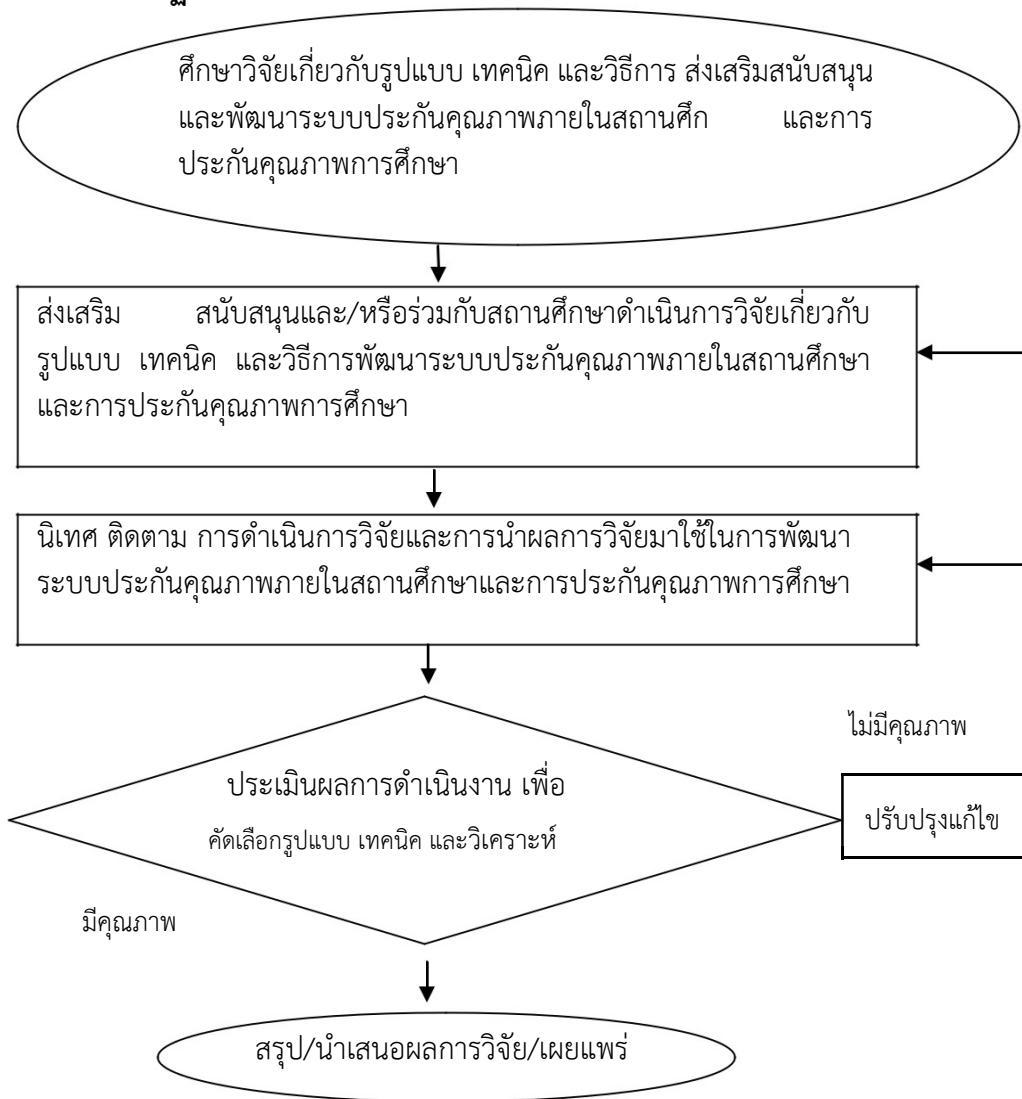 ศึกษาวิจัยเกี่ยวกับรูปแบบ เทคนิค และวิธีการ ส่งเสริมสนับสนุน
และพัฒนาระบบประกันคุณภาพภายในสถานศึก และการ
ประกันคุณภาพการศึกษา
ส่งเสริม สนับสนุนและ/หรือร่วมกับสถานศึกษาดำเนินการวิจัยเกี่ยวกับ
รูปแบบ เทคนิค และวิธีการพัฒนาระบบประกันคุณภาพภายในสถานศึกษา
และการประกันคุณภาพการศึกษา
นิเทศ ติดตาม การดำเนินการวิจัยและการนำผลการวิจัยมาใช้ในการพัฒนา
ระบบประกันคุณภาพภายในสถานศึกษาและการประกันคุณภาพการศึกษา
ไม่มีคุณภาพ
ประเมินผลการดำเนินงาน เพื่อ
คัดเลือกรูปแบบ เทคนิค และวิเคราะห์
ปรับปรุงแก้ไข
มีคุณภาพ
สรุป/นำเสนอผลการวิจัย/เผยแพร่